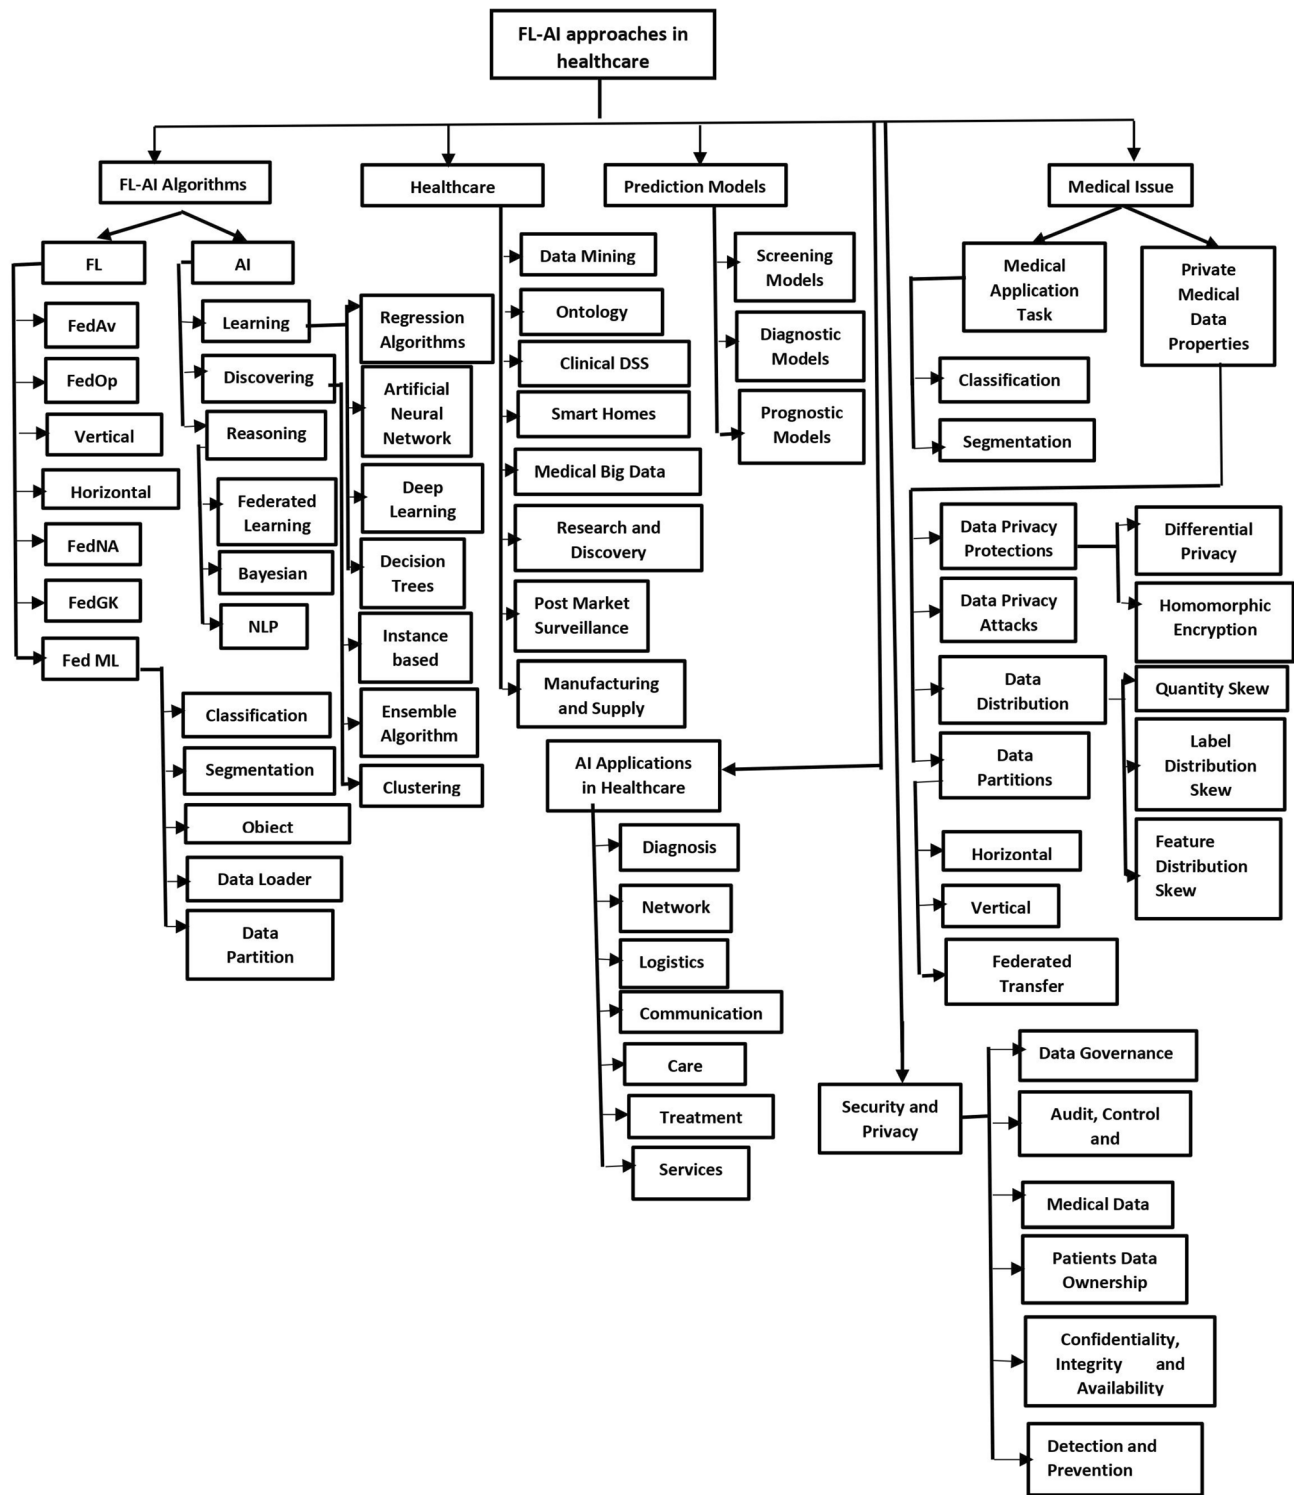 FL-AI approaches in
healthcare
FL-AI Algorithms
Healthcare
Prediction Models
Medical Issue
FL
AI
FedAv
FedOp
Vertical
Horizontal
FedNA
FedGK
Fed ML
Learning
Discovering
Reasoning
Federated
Learning
Bayesian
NLP
Classification
Segmentation
Obiect
Data Loader
Data
Partition
Regression
Algorithms
Artificial
Neural
Network
Deep
Learning
Decision
Trees
Instance
based
Ensemble
Algorithm
Clustering
Data Mining
Ontology
Clinical DSS
Smart Homes
Medical Big Data
Research and
Discovery
Post Market
Surveillance
Manufacturing
and Supply
Screening
Models
Diagnostic
Models
Prognostic
Models
AI Applications
in Healthcare
Diagnosis
Network
Logistics
Communication
Care
Treatment
Services
Medical
Application
Task
Classification
Segmentation
Private
Medical
Data
Properties
Data Privacy
Protections
Data Privacy
Attacks
Data
Distribution
Data
Partitions
Horizontal
Vertical
Federated
Transfer
Differential
Privacy
Homomorphic
Encryption
Quantity Skew
Label
Distribution
Skew
Feature
Distribution
Skew
Security and
Privacy
Data Governance
Audit, Control
and
Medical Data
Patients Data
Ownership
Confidentiality,
Integrity and
Availability
Detection and
Prevention